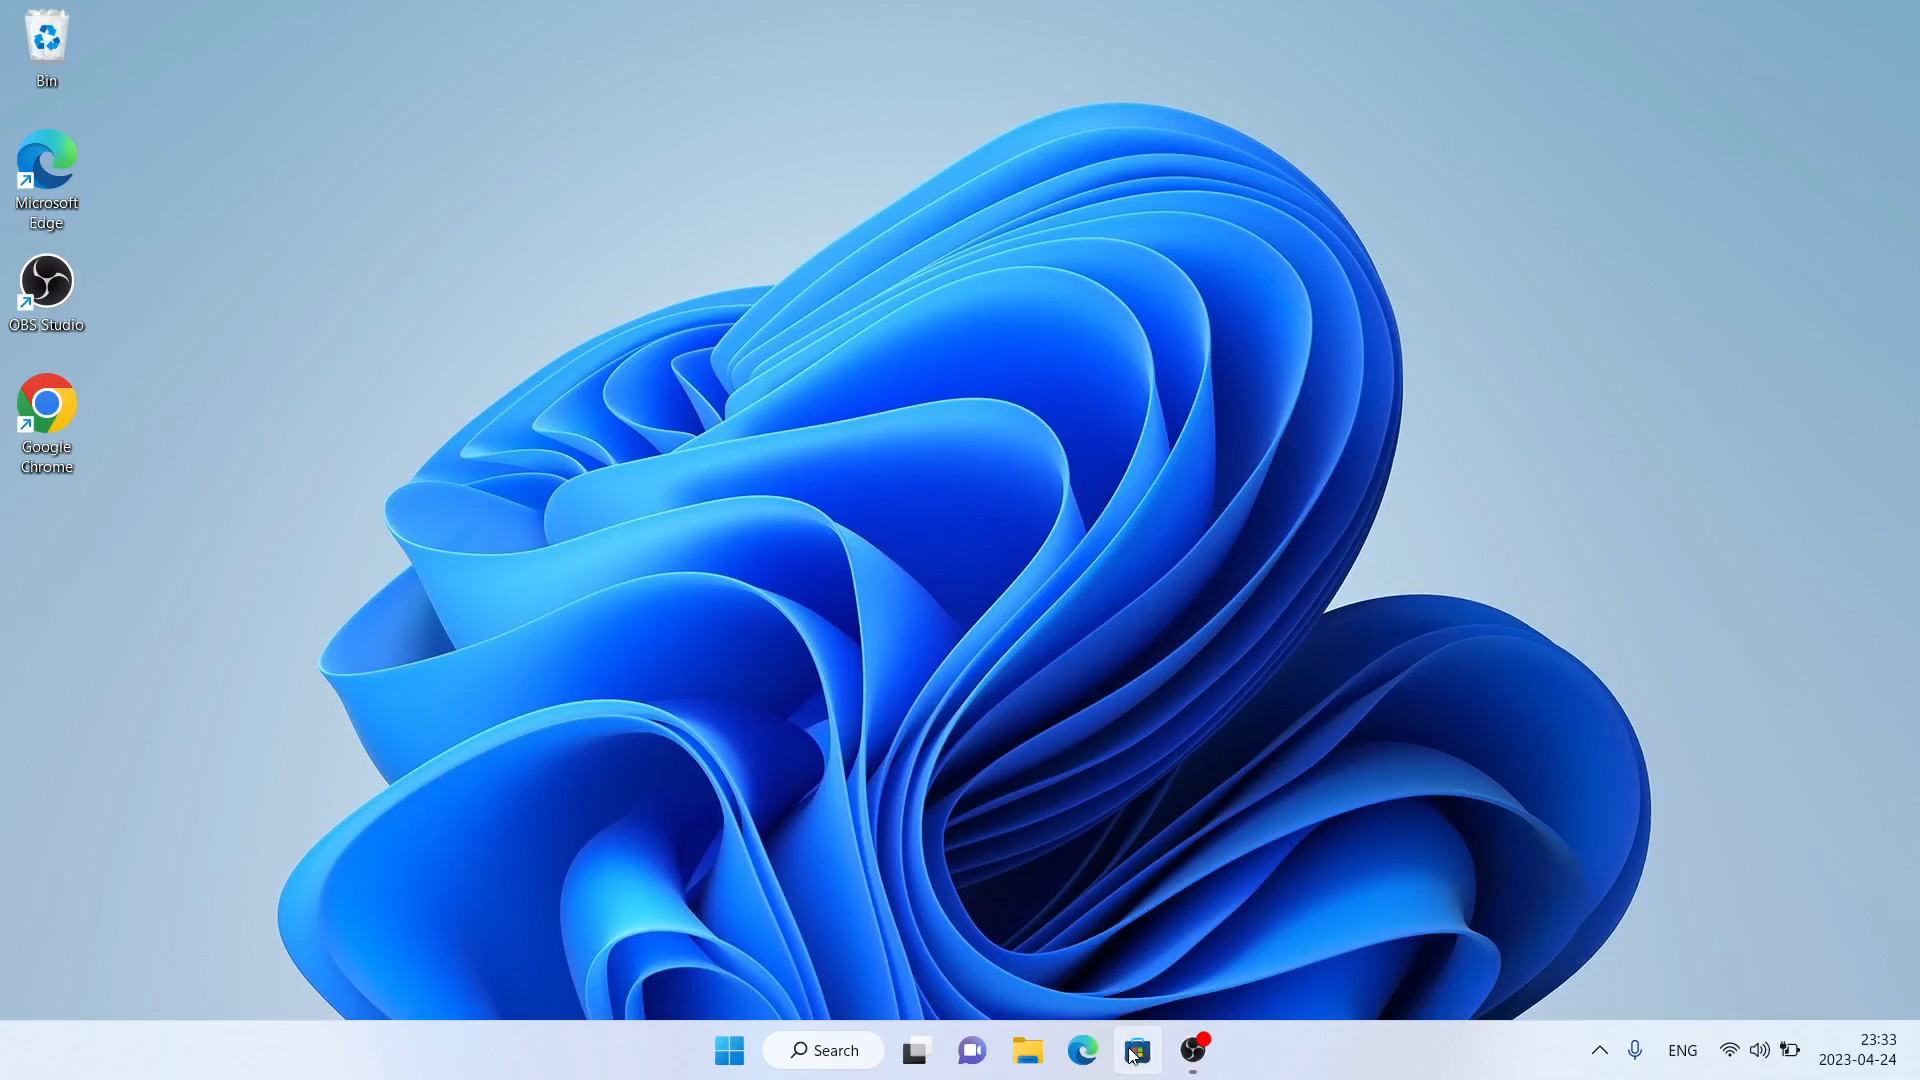 Bin
Microsoft
Edge
OBS Studio
Google
Chrome
Search
ENG
23:33
2023-04-24